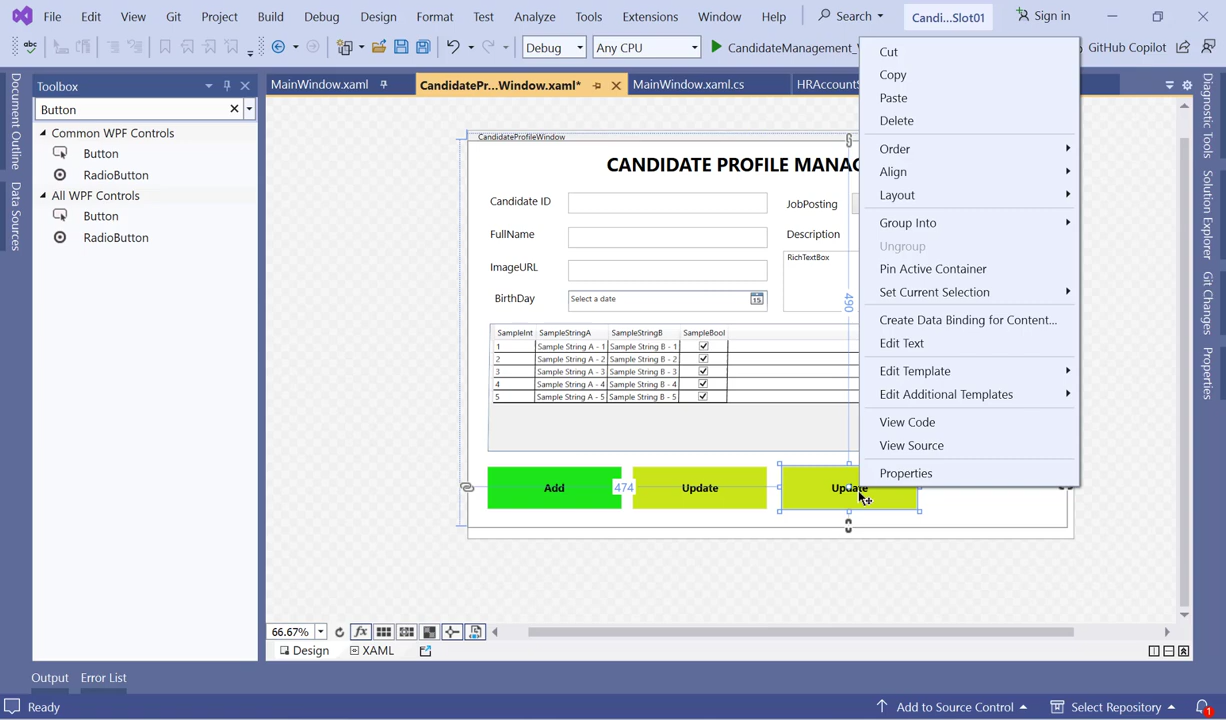 File Edit View Git Project Build Debug Design Format Test Analyze Tools Extensions Window Help Search Candi...Slot01 Sign in
Debug Any CPU CandidateManagement_ GitHub Copilot
Toolbox
MainWindow.xaml CandidatePr...Window.xaml* MainWindow.xaml.cs HRAccountS
Button
Common WPF Controls
Button
RadioButton
All WPF Controls
Button
RadioButton
Document Outline
Data Sources
CandidateProfileWindow
CANDIDATE PROFILE MANA
Candidate ID
JobPosting
FullName
Description
ImageURL
RichTextBox
BirthDay
Select a date
15
490
SampleInt SampleStringA SampleStringB SampleBool
1 Sample String A - 1 Sample String B - 1
2 Sample String A - 2 Sample String B - 2
3 Sample String A - 3 Sample String B - 3
4 Sample String A - 4 Sample String B - 4
5 Sample String A - 5 Sample String B - 5
Add 474 Update Update
Cut
Copy
Paste
Delete
Order
Align
Layout
Group Into
Ungroup
Pin Active Container
Set Current Selection
Create Data Binding for Content...
Edit Text
Edit Template
Edit Additional Templates
View Code
View Source
Properties
Diagnostic Tools
Solution Explorer
Git Changes
Properties
66.67%
fx
Design XAML
Output Error List
Ready Add to Source Control Select Repository 1